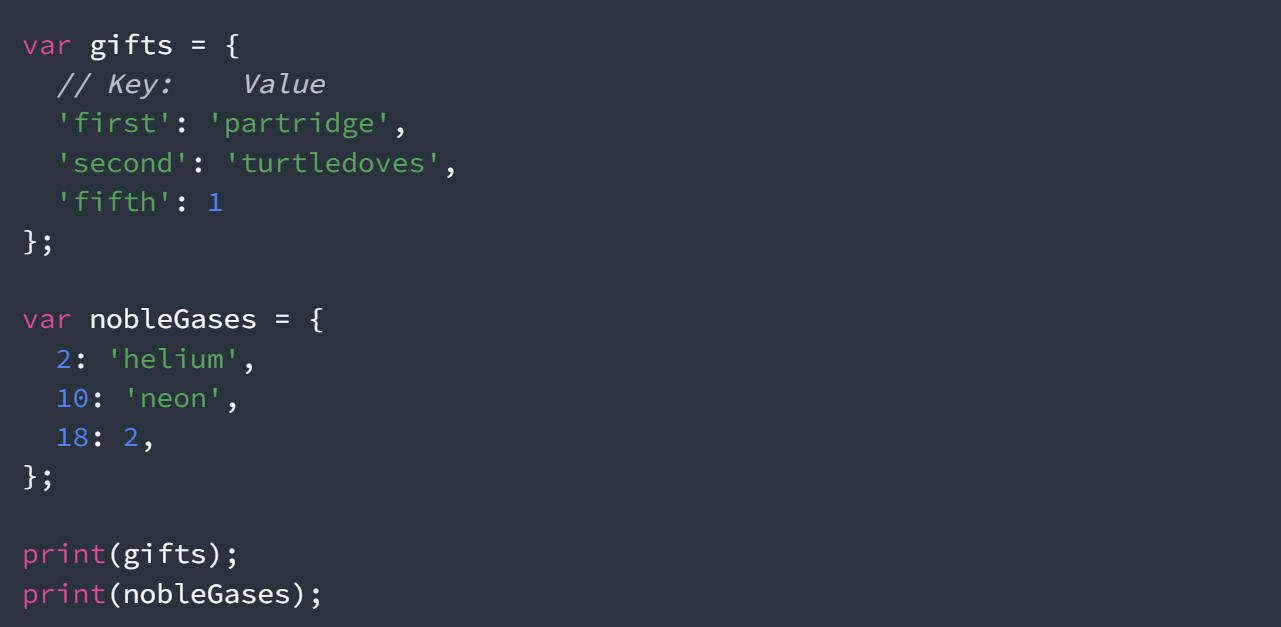 var gifts = {
  // Key:    Value
  'first': 'partridge',
  'second': 'turtledoves',
  'fifth': 1
};

var nobleGases = {
  2: 'helium',
  10: 'neon',
  18: 2,
};

print(gifts);
print(nobleGases);